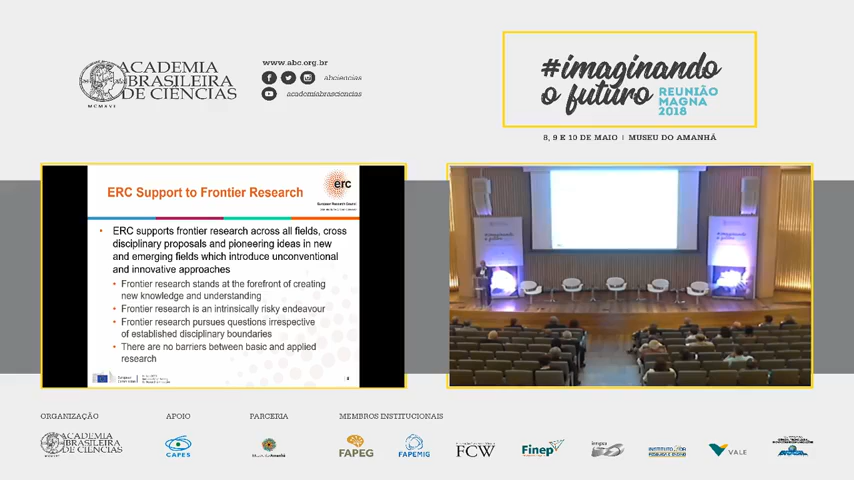 ACADEMIA
BRASILEIRA
DE CIÊNCIAS
MCMXVI
www.abc.org.br
abciencias
academiabrasciencias
#imaginando
o futuro
REUNIÃO
MAGNA
2018
8, 9 E 10 DE MAIO | MUSEU DO AMANHÃ
ERC Support to Frontier Research
erc
European Research Council
• ERC supports frontier research across all fields, cross
disciplinary proposals and pioneering ideas in new
and emerging fields which introduce unconventional
and innovative approaches
• Frontier research stands at the forefront of creating
new knowledge and understanding
• Frontier research is an intrinsically risky endeavour
• Frontier research pursues questions irrespective
of established disciplinary boundaries
• There are no barriers between basic and applied
research
#imaginando
o futuro
#imaginando
o futuro
ORGANIZAÇÃO
APOIO
PARCERIA
MEMBROS INSTITUCIONAIS
ACADEMIA
BRASILEIRA
DE CIÊNCIAS
CAPES
FAPEG
FAPEMIG
FCW
Finep
VALE